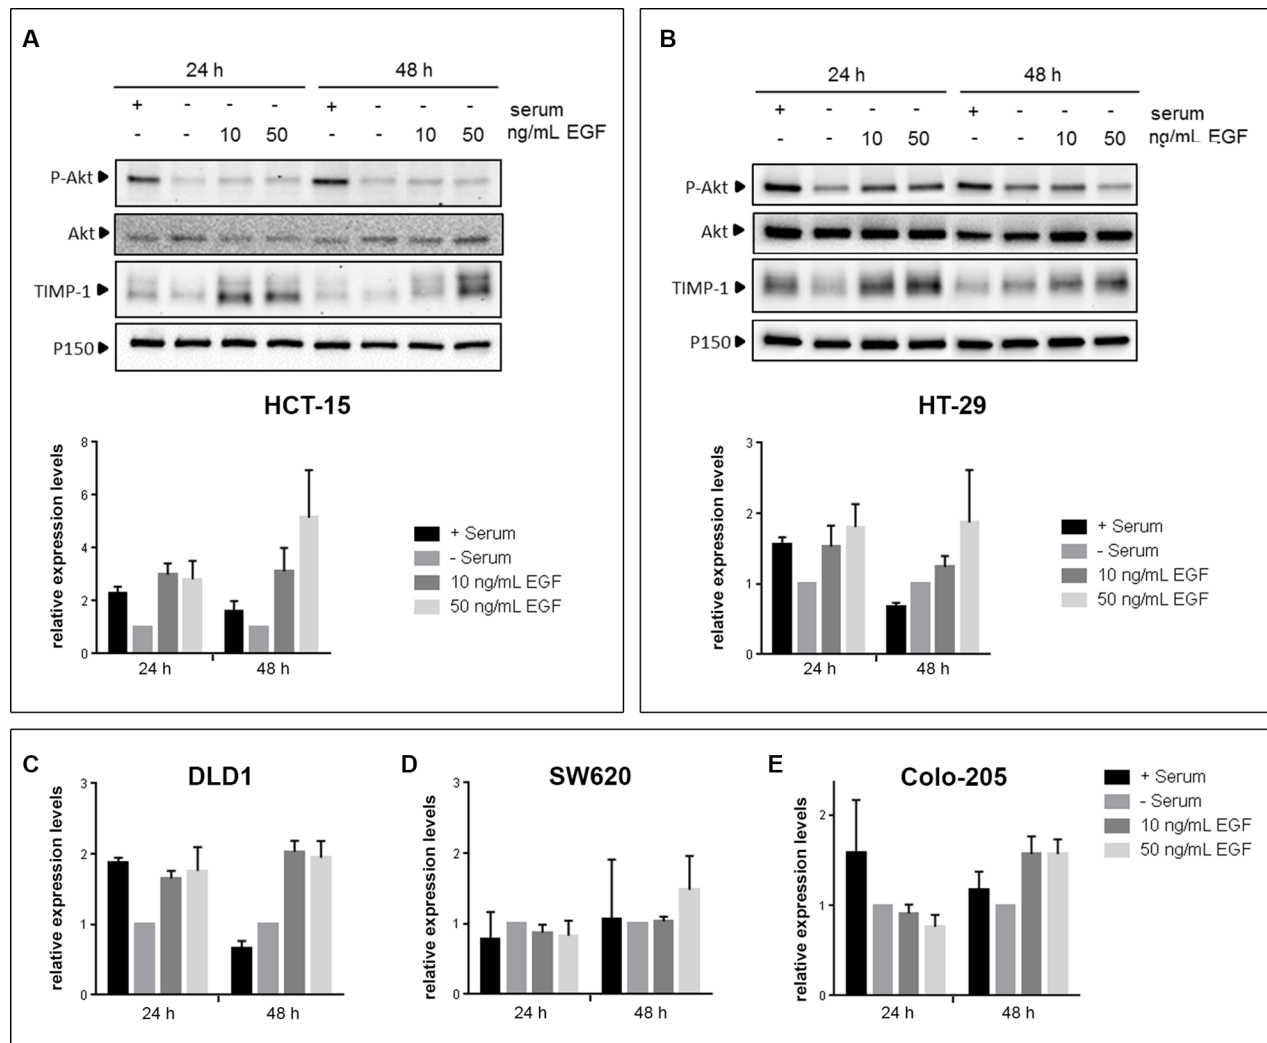 A
24 h 48 h
+ - - - + - - - serum
- - 10 50 - - 10 50 ng/mL EGF
P-Akt
Akt
TIMP-1
P150
HCT-15
relative expression levels
8
6
4
2
0
24 h 48 h
+ Serum
- Serum
10 ng/mL EGF
50 ng/mL EGF
B
24 h 48 h
+ - - - + - - - serum
- - 10 50 - - 10 50 ng/mL EGF
P-Akt
Akt
TIMP-1
P150
HT-29
relative expression levels
3
2
1
0
24 h 48 h
+ Serum
- Serum
10 ng/mL EGF
50 ng/mL EGF
C
DLD1
relative expression levels
3
2
1
0
24 h 48 h
D
SW620
relative expression levels
3
2
1
0
24 h 48 h
E
Colo-205
relative expression levels
2
1
0
24 h 48 h
+ Serum
- Serum
10 ng/mL EGF
50 ng/mL EGF